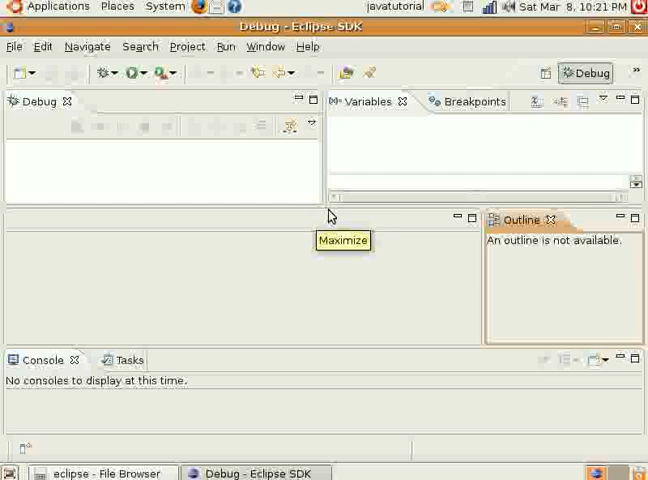 Applications Places System ? javatutorial Sat Mar 8, 10:21 PM
Debug - Eclipse SDK
File Edit Navigate Search Project Run Window Help
Debug »
Debug
Variables
Breakpoints
Outline
An outline is not available.
Maximize
Console
Tasks
No consoles to display at this time.
eclipse - File Browser
Debug - Eclipse SDK